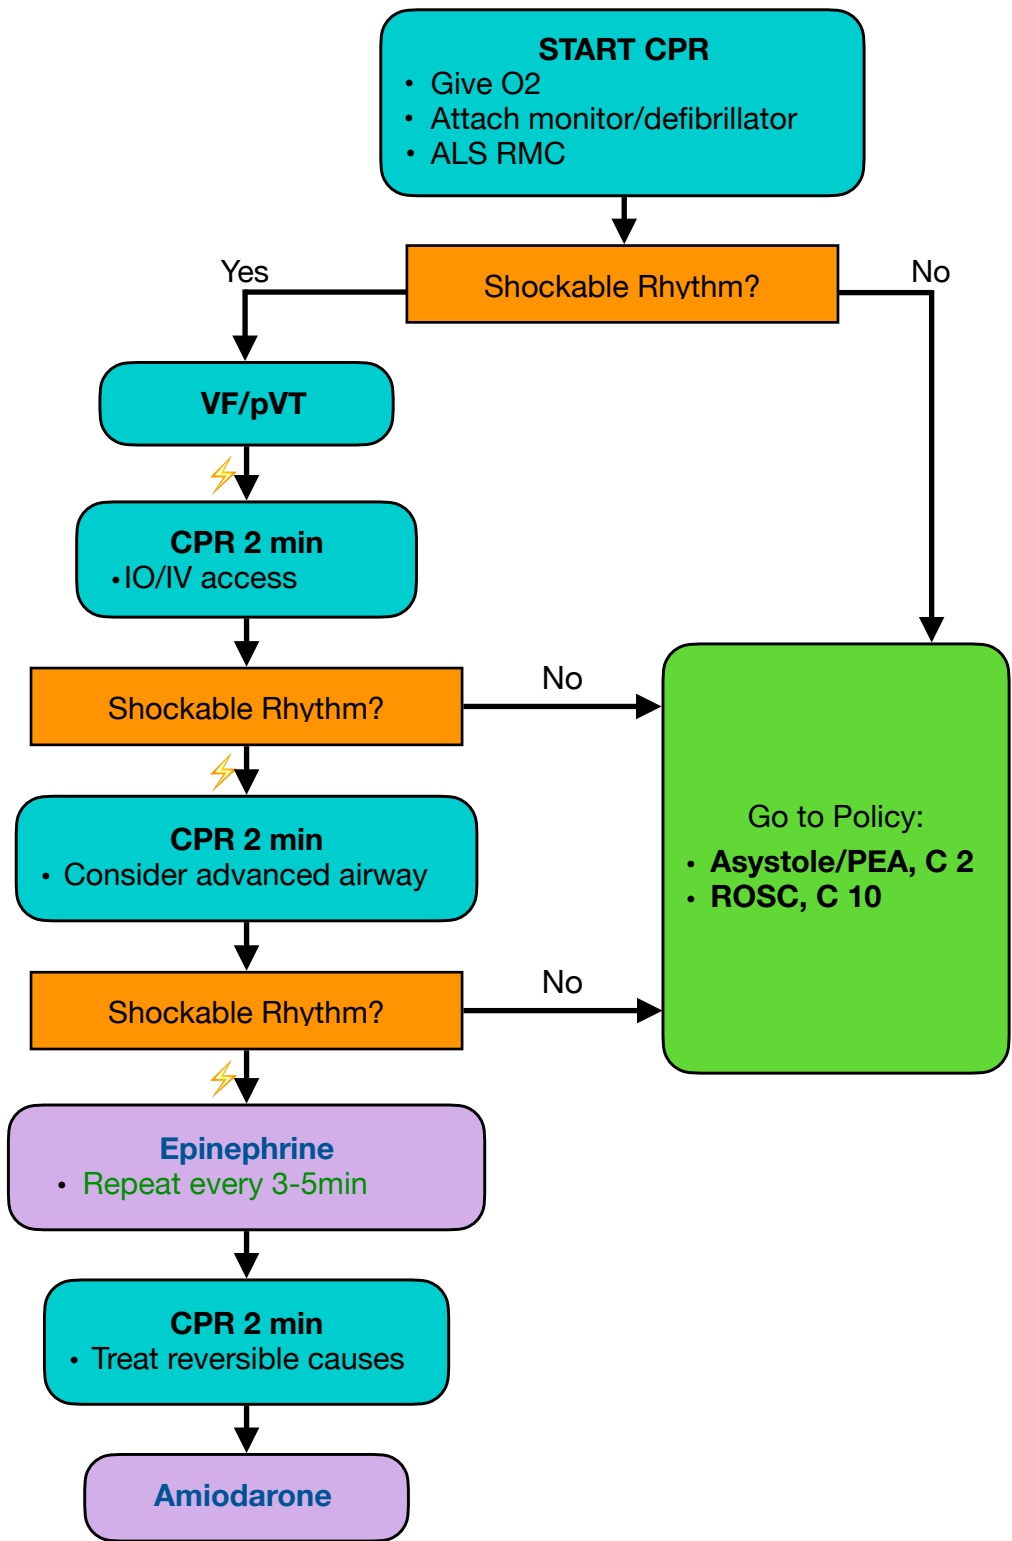 START CPR
• Give O2
• Attach monitor/defibrillator
• ALS RMC
Yes
Shockable Rhythm?
No
VF/pVT
⚡
CPR 2 min
• IO/IV access
Shockable Rhythm?
No
⚡
CPR 2 min
• Consider advanced airway
Go to Policy:
• Asystole/PEA, C 2
• ROSC, C 10
Shockable Rhythm?
No
⚡
Epinephrine
• Repeat every 3-5min
CPR 2 min
• Treat reversible causes
Amiodarone